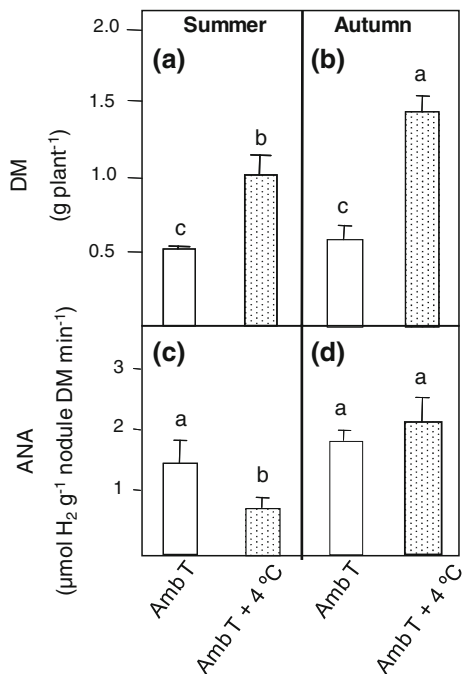 Summer Autumn
2.0
(a) (b)
a
1.5
b
DM
(g plant⁻¹)
1.0
c c
0.5
(c) (d)
3
a
a a
2
b
ANA
(µmol H₂ g⁻¹ nodule DM min⁻¹)
1
Amb T Amb T + 4 ºC Amb T Amb T + 4 ºC